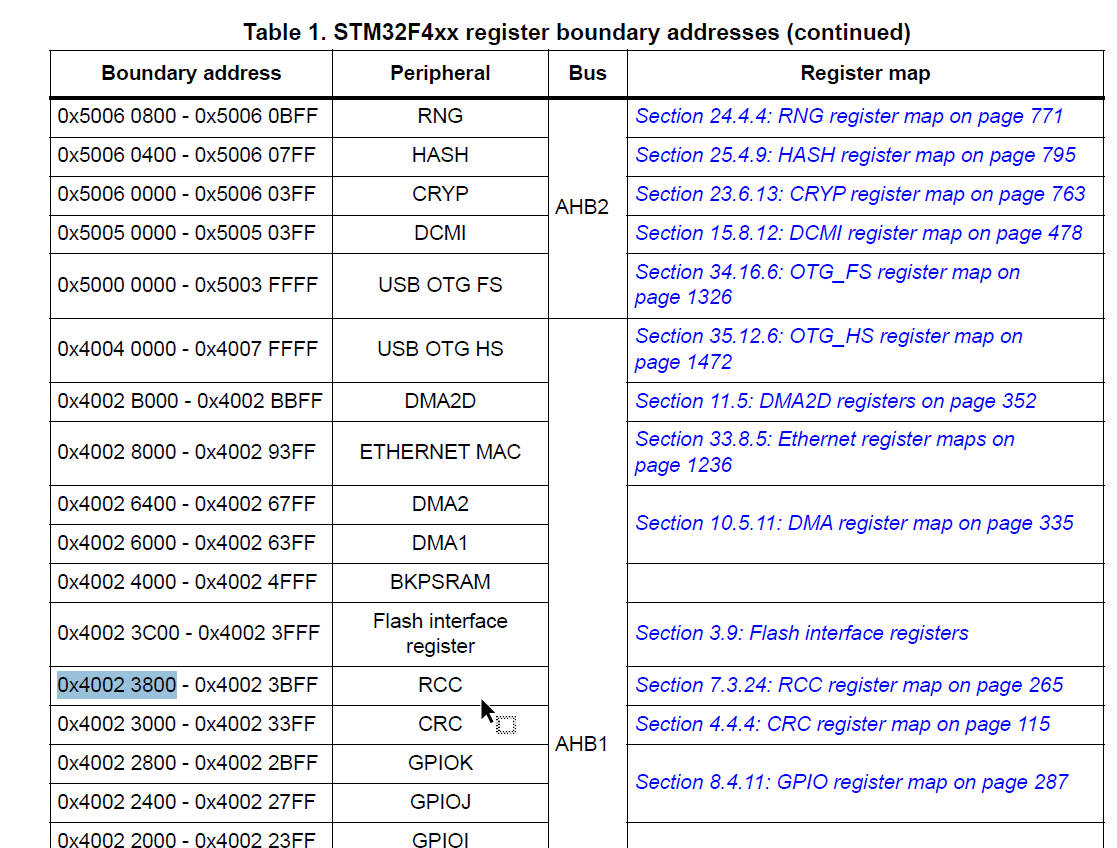 Table 1. STM32F4xx register boundary addresses (continued)
Boundary address Peripheral Bus Register map
0x5006 0800 - 0x5006 0BFF RNG AHB2 Section 24.4.4: RNG register map on page 771
0x5006 0400 - 0x5006 07FF HASH Section 25.4.9: HASH register map on page 795
0x5006 0000 - 0x5006 03FF CRYP Section 23.6.13: CRYP register map on page 763
0x5005 0000 - 0x5005 03FF DCMI Section 15.8.12: DCMI register map on page 478
0x5000 0000 - 0x5003 FFFF USB OTG FS Section 34.16.6: OTG_FS register map on
page 1326
0x4004 0000 - 0x4007 FFFF USB OTG HS AHB1 Section 35.12.6: OTG_HS register map on
page 1472
0x4002 B000 - 0x4002 BBFF DMA2D Section 11.5: DMA2D registers on page 352
0x4002 8000 - 0x4002 93FF ETHERNET MAC Section 33.8.5: Ethernet register maps on
page 1236
0x4002 6400 - 0x4002 67FF DMA2 Section 10.5.11: DMA register map on page 335
0x4002 6000 - 0x4002 63FF DMA1
0x4002 4000 - 0x4002 4FFF BKPSRAM
0x4002 3C00 - 0x4002 3FFF Flash interface
register Section 3.9: Flash interface registers
0x4002 3800 - 0x4002 3BFF RCC Section 7.3.24: RCC register map on page 265
0x4002 3000 - 0x4002 33FF CRC Section 4.4.4: CRC register map on page 115
0x4002 2800 - 0x4002 2BFF GPIOK Section 8.4.11: GPIO register map on page 287
0x4002 2400 - 0x4002 27FF GPIOJ
0x4002 2000 - 0x4002 23FF GPIOI